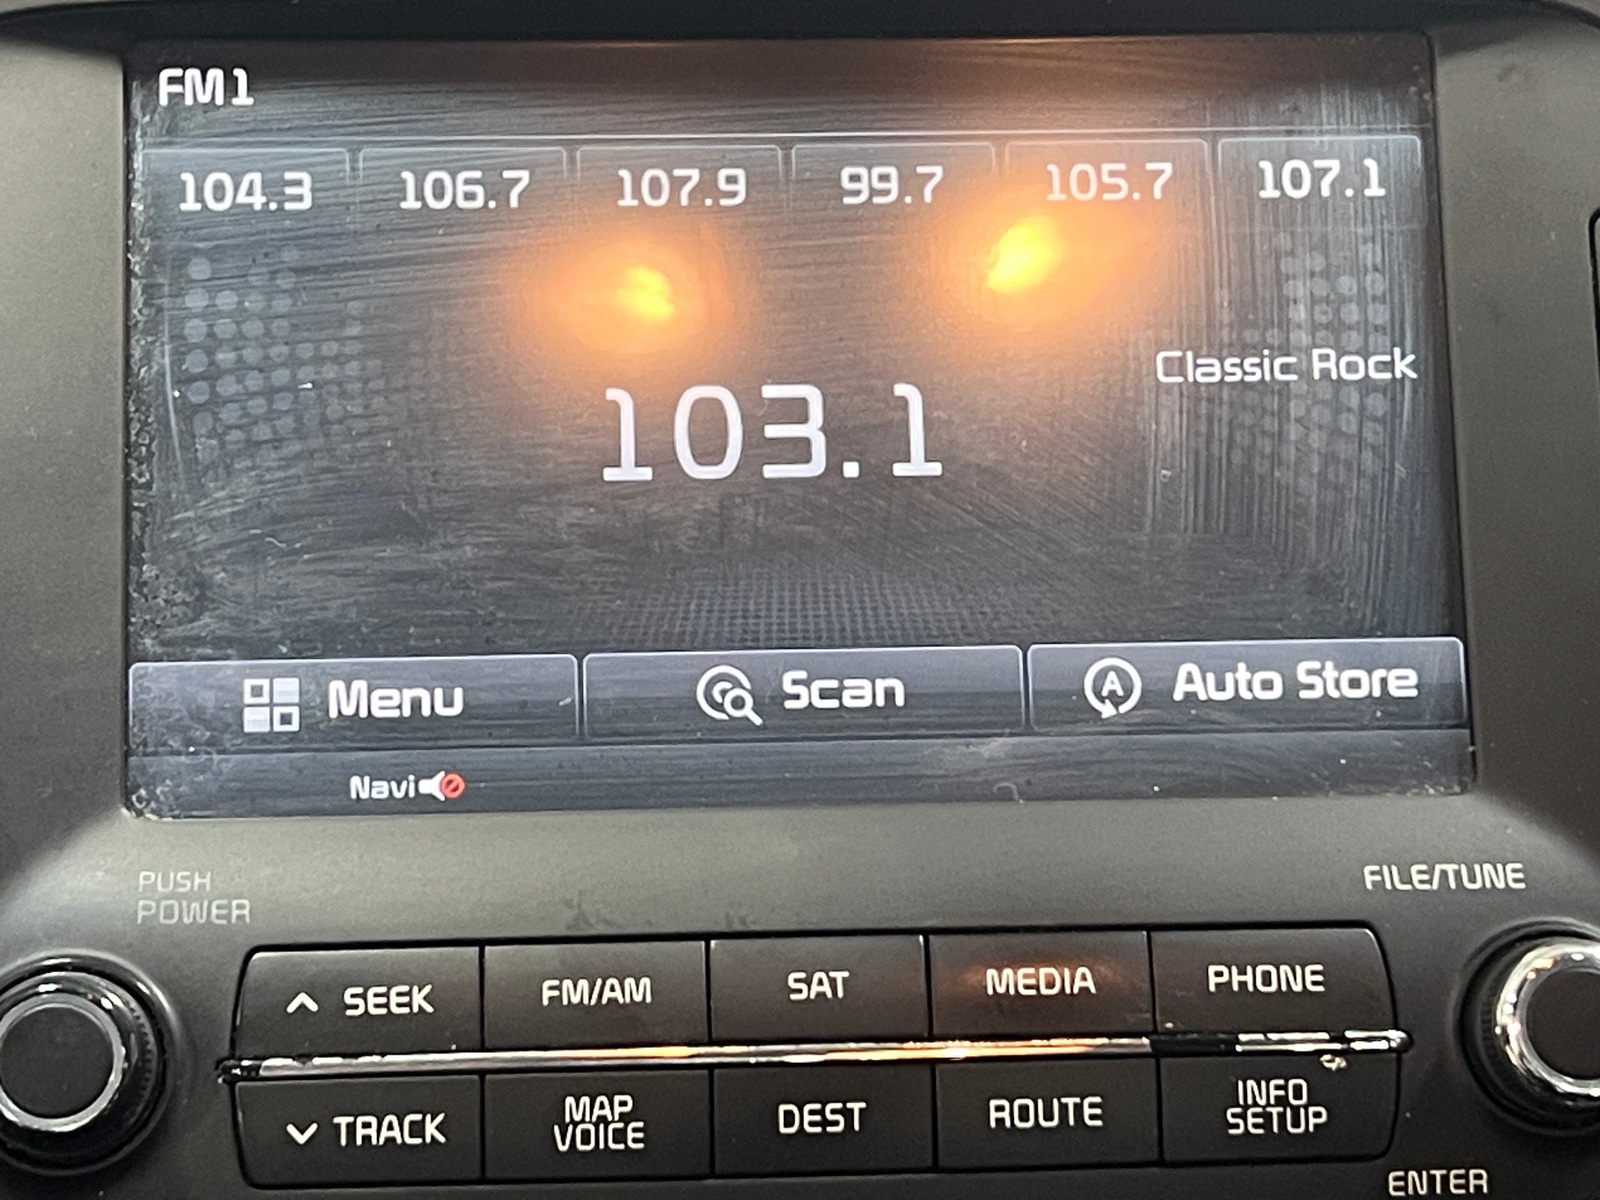 FM1
104.3 106.7 107.9 99.7 105.7 107.1
Classic Rock
103.1
Menu Scan A Auto Store
Navi
PUSH
POWER
FILE/TUNE
SEEK FM/AM SAT MEDIA PHONE
TRACK MAP VOICE DEST ROUTE INFO SETUP
ENTER